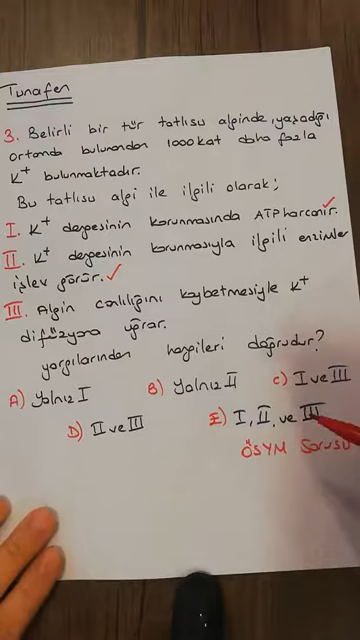 Tunafen
3. Belirli bir tür tatlısu alginde, yaşadığı
ortamda bulunandan 1000 kat daha fazla
K+ bulunmaktadır.
Bu tatlısu algi ile ilgili olarak;
I. K+ dengesinin korunmasında ATP harcanır. ✓
II. K+ dengesinin korunmasıyla ilgili enzimler
işlev görür. ✓
III. Algin canlılığını kaybetmesiyle K+
difüzyona uğrar.
yargılarından hangileri doğrudur?
A) Yalnız I B) Yalnız II C) I ve III
D) II ve III E) I, II, ve III
ÖSYM Sorusu